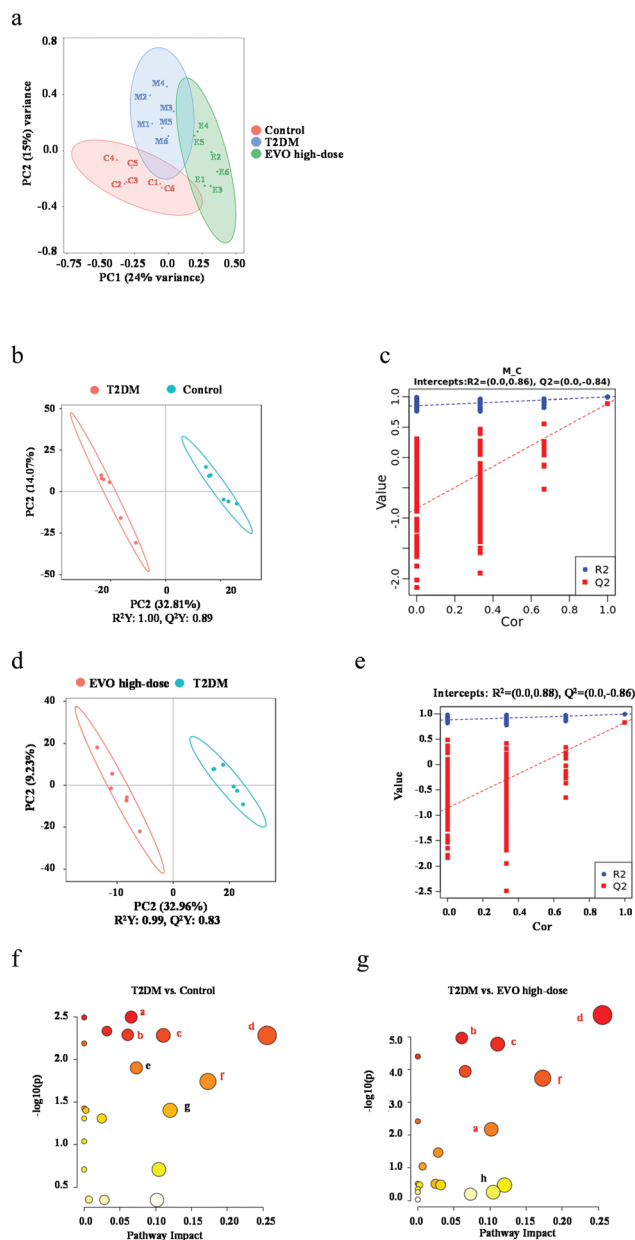 a
0.8
0.4
0.0
-0.4
-0.8
PC2 (15%) variance
M4
M2
M3
M1
M5
M6
E4
E5
E2
E6
E1
E3
C4
C5
C2
C3
C1
C6
-0.75
-0.50
-0.25
0.0
0.25
0.50
PC1 (24% variance)
Control
T2DM
EVO high-dose
b
T2DM
Control
50
25
0
-25
-50
PC2 (14.07%)
-20
0
20
PC2 (32.81%)
R²Y: 1.00, Q²Y: 0.89
c
M_C
Intercepts:R2=(0.0,0.86), Q2=(0.0,-0.84)
1.0
0.5
0.0
-1.0
-2.0
Value
0.0
0.2
0.4
0.6
0.8
1.0
Cor
R2
Q2
d
EVO high-dose
T2DM
40
20
0
-20
-40
PC2 (9.23%)
-10
0
20
PC2 (32.96%)
R²Y: 0.99, Q²Y: 0.83
e
Intercepts: R²=(0.0,0.88), Q²=(0.0,-0.86)
1.0
0.5
0
-0.5
-1.0
-1.5
-2.0
-2.5
Value
0.0
0.2
0.4
0.6
0.8
1.0
Cor
R2
Q2
f
T2DM vs. Control
2.5
2.0
1.5
1.0
0.5
-log10(p)
a
b
c
d
e
f
g
0.0
0.05
0.10
0.15
0.20
0.25
Pathway Impact
g
T2DM vs. EVO high-dose
5.0
4.0
3.0
2.0
1.0
0.0
-log10(p)
d
b
c
f
a
h
0.0
0.05
0.10
0.15
0.20
0.25
Pathway Impact